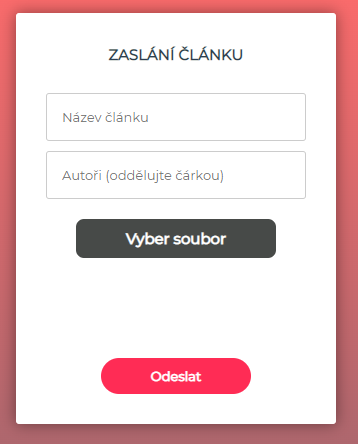 ZASLÁNÍ ČLÁNKU
Název článku
Autoři (oddělujte čárkou)
Vyber soubor
Odeslat